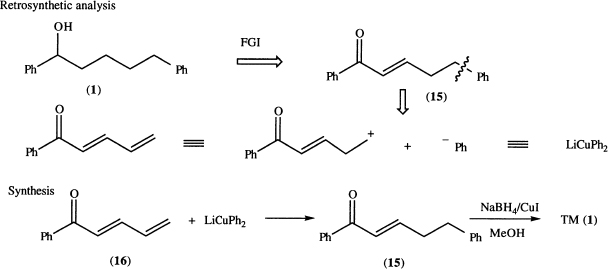 Retrosynthetic analysis
OH
Ph
Ph
(1)
FGI
O
Ph
Ph
(15)
O
Ph
O
Ph
+
+
−
Ph
LiCuPh2
Synthesis
O
Ph
(16)
+ LiCuPh2
O
Ph
Ph
(15)
NaBH4/CuI
MeOH
TM (1)